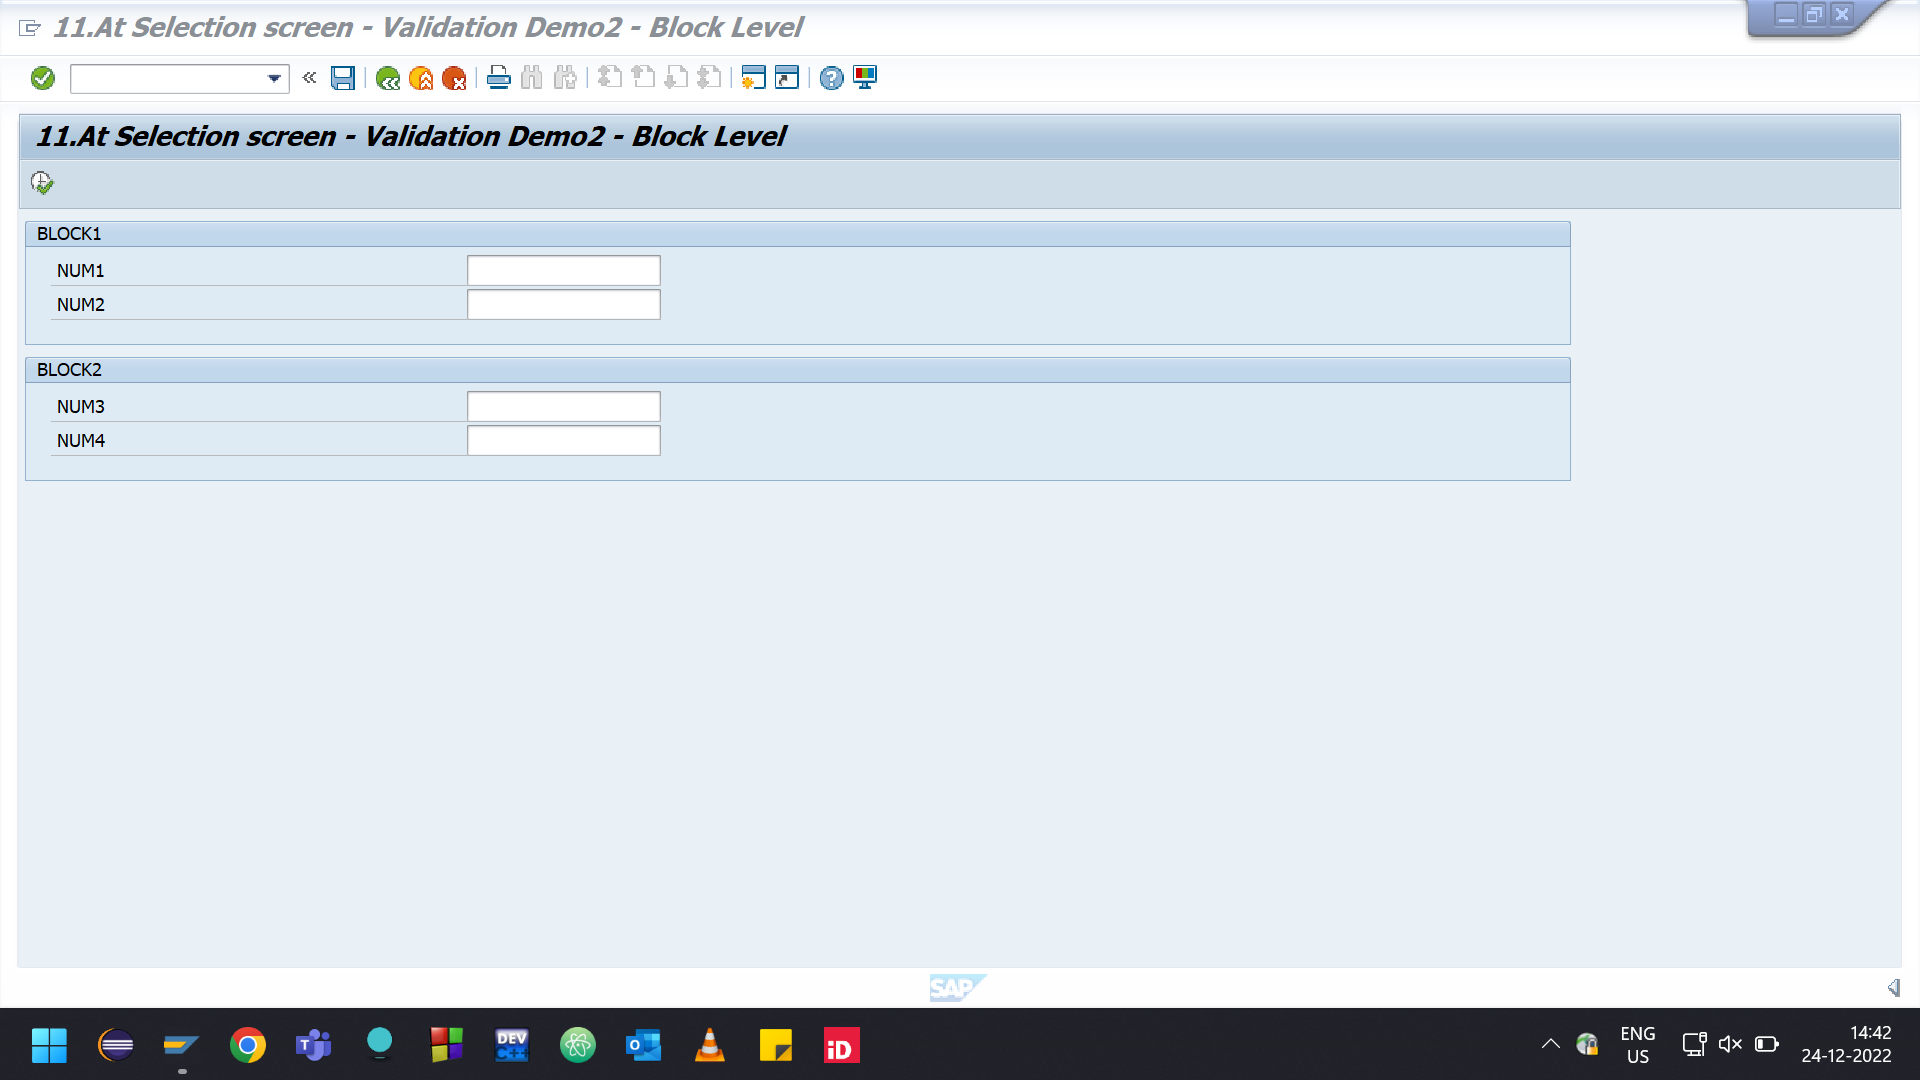 11.At Selection screen - Validation Demo2 - Block Level
11.At Selection screen - Validation Demo2 - Block Level
BLOCK1
NUM1
NUM2
BLOCK2
NUM3
NUM4
SAP
T
DEV
C++
O
iD
ENG
US
14:42
24-12-2022